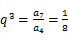 q³ = a₇/a₄ = 1/8